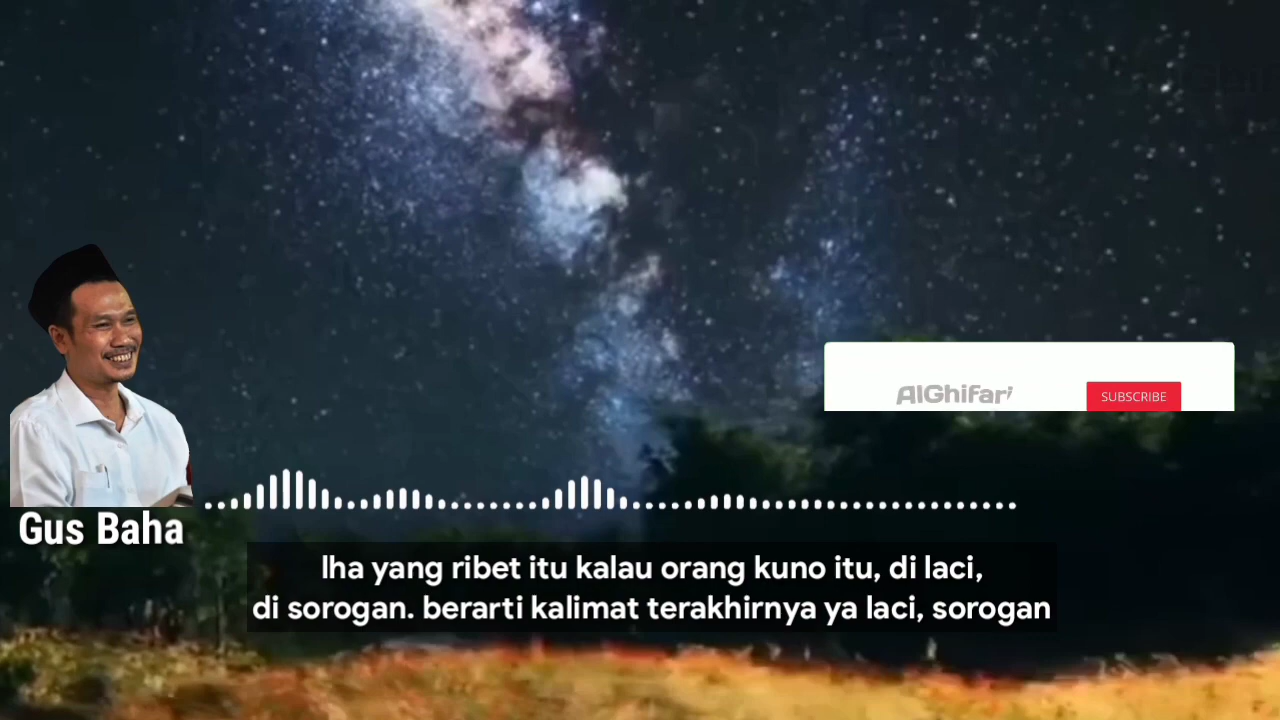 AlGhifari
SUBSCRIBE
Gus Baha
lha yang ribet itu kalau orang kuno itu, di laci,
di sorogan. berarti kalimat terakhirnya ya laci, sorogan